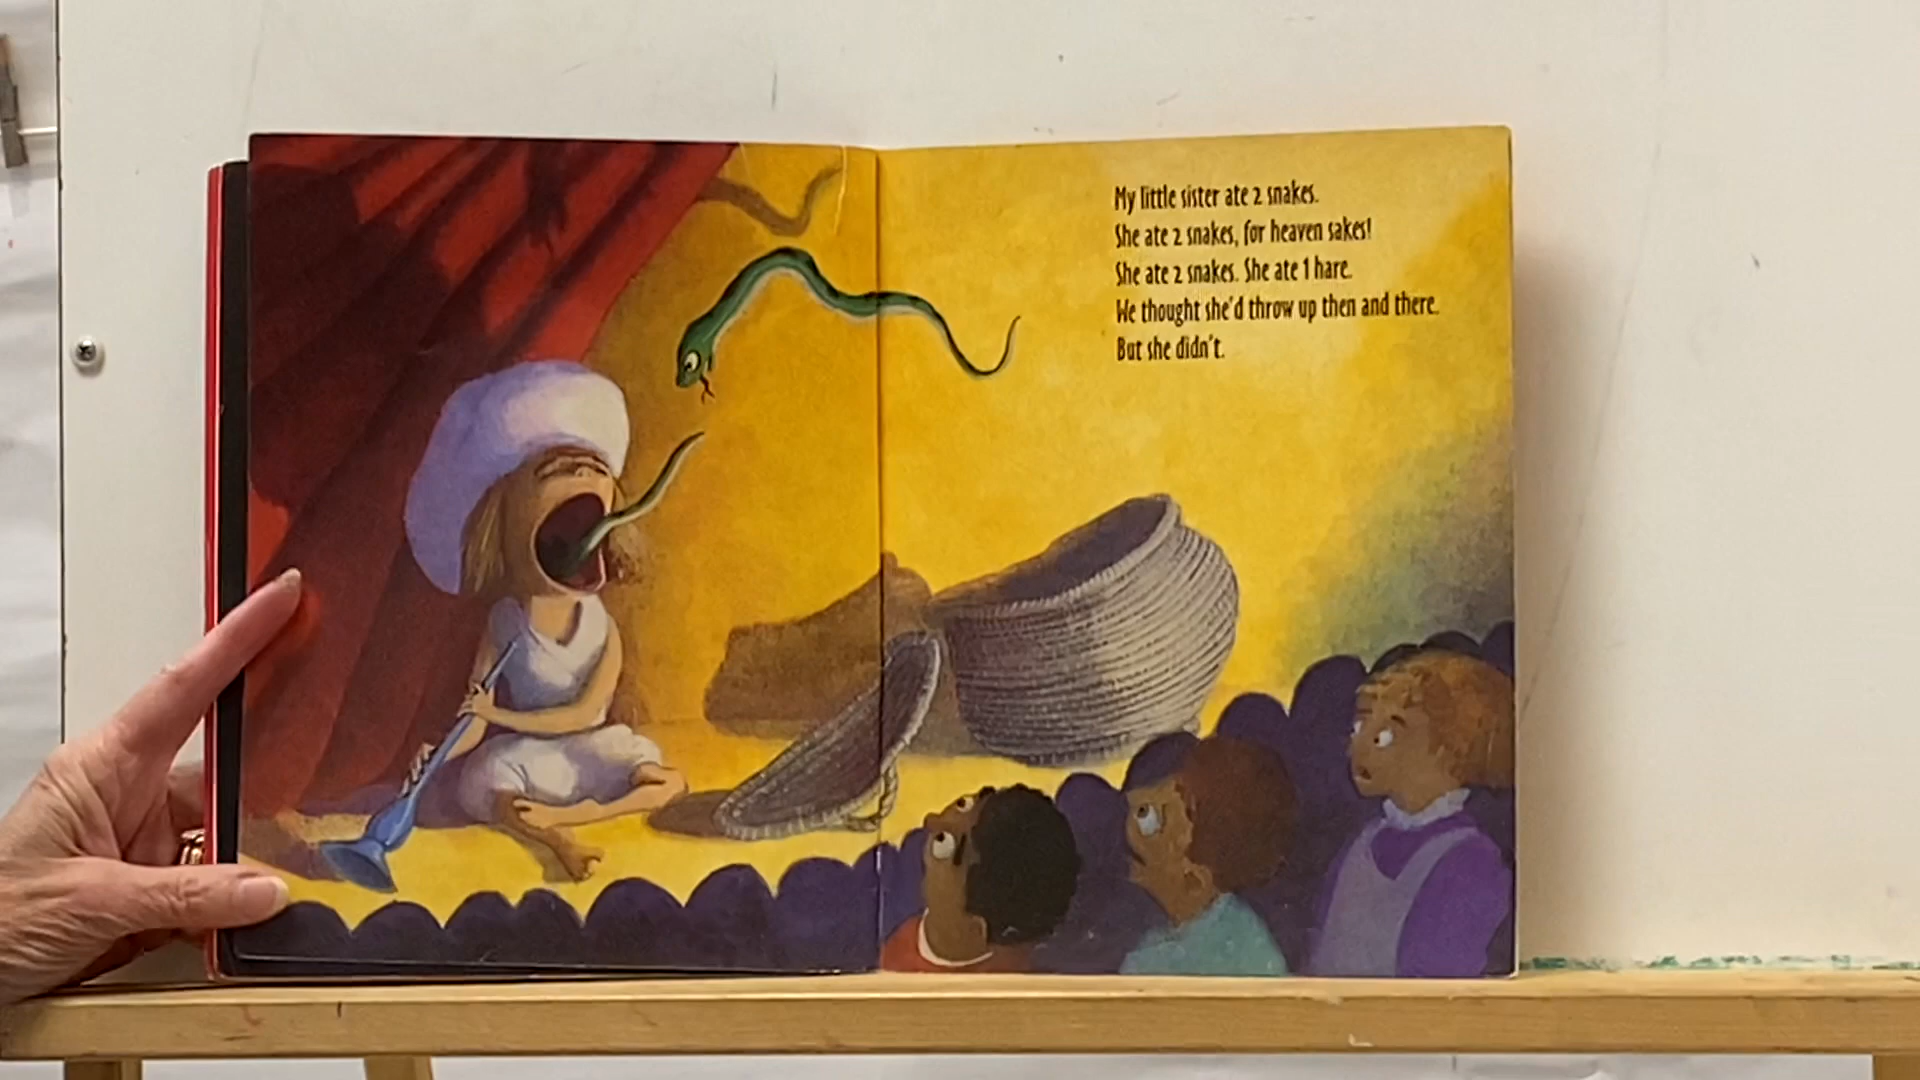 My little sister ate 2 snakes.
She ate 2 snakes, for heaven sakes!
She ate 2 snakes. She ate 1 hare.
We thought she'd throw up then and there.
But she didn't.